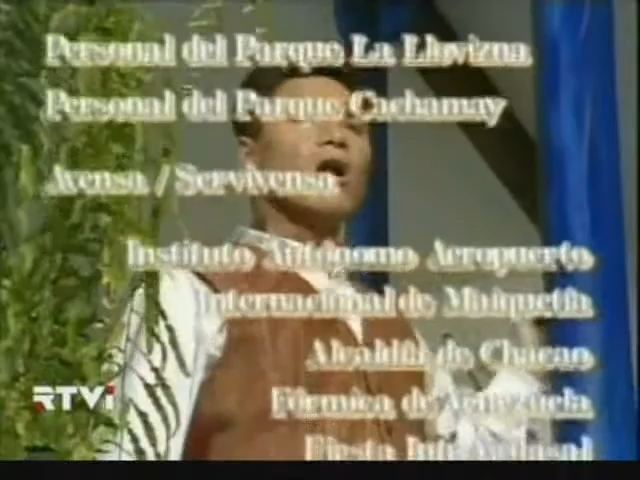 Personal del Parque La Llovizna
Personal del Parque Cachamay
Avensa / Servivensa
Instituto Autónomo Aeropuerto
Internacional de Maiquetía
Alcaldía de Chacao
Fórmica de Venezuela
Fiesta
RTVi